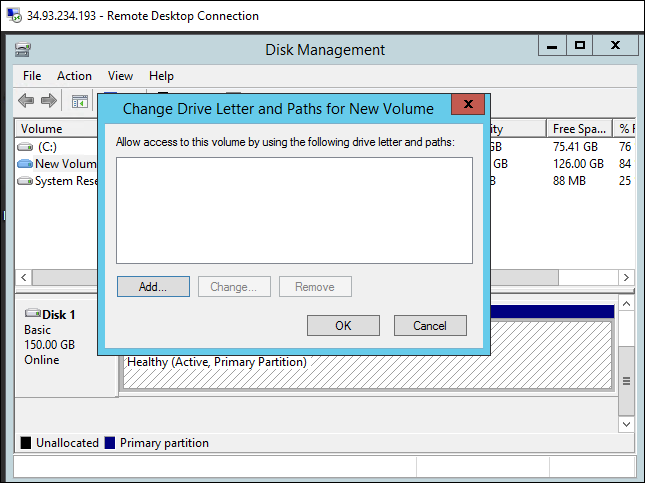 34.93.234.193 - Remote Desktop Connection
Disk Management
File Action View Help
Change Drive Letter and Paths for New Volume
Allow access to this volume by using the following drive letter and paths:
Add... Change... Remove
OK Cancel
Volume Free Spa... %
(C:) GB 75.41 GB 76
New Volum GB 126.00 GB 84
System Rese B 88 MB 25
Disk 1
Basic
150.00 GB
Online
Healthy (Active, Primary Partition)
Unallocated Primary partition